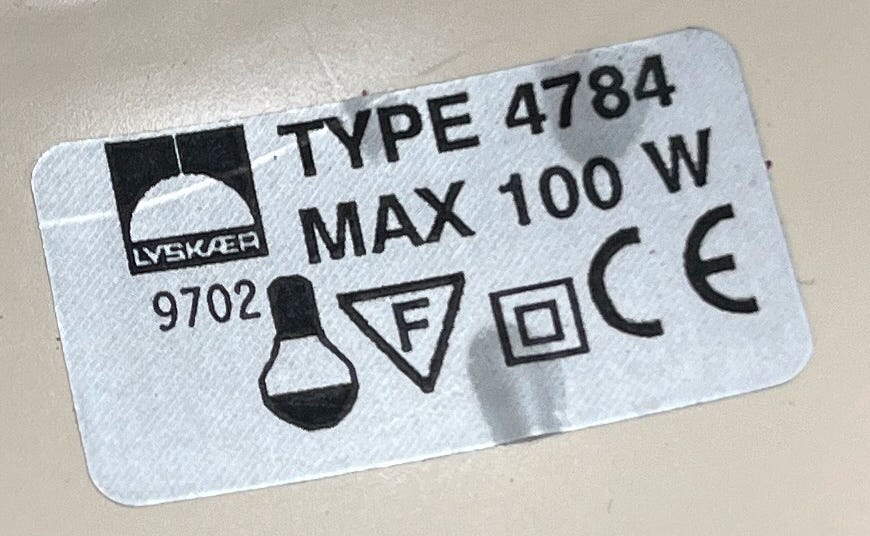 TYPE 4784
MAX 100 W
LYSKÆR
9702
F
CE